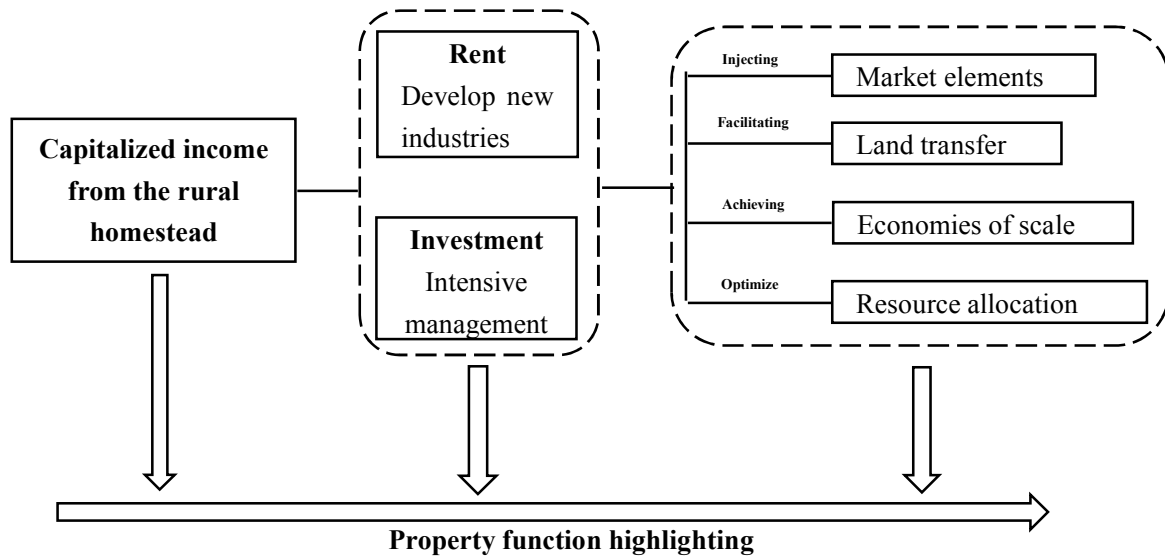 Capitalized income
from the rural
homestead
Rent
Develop new
industries
Investment
Intensive
management
Injecting
Market elements
Facilitating
Land transfer
Achieving
Economies of scale
Optimize
Resource allocation
Property function highlighting